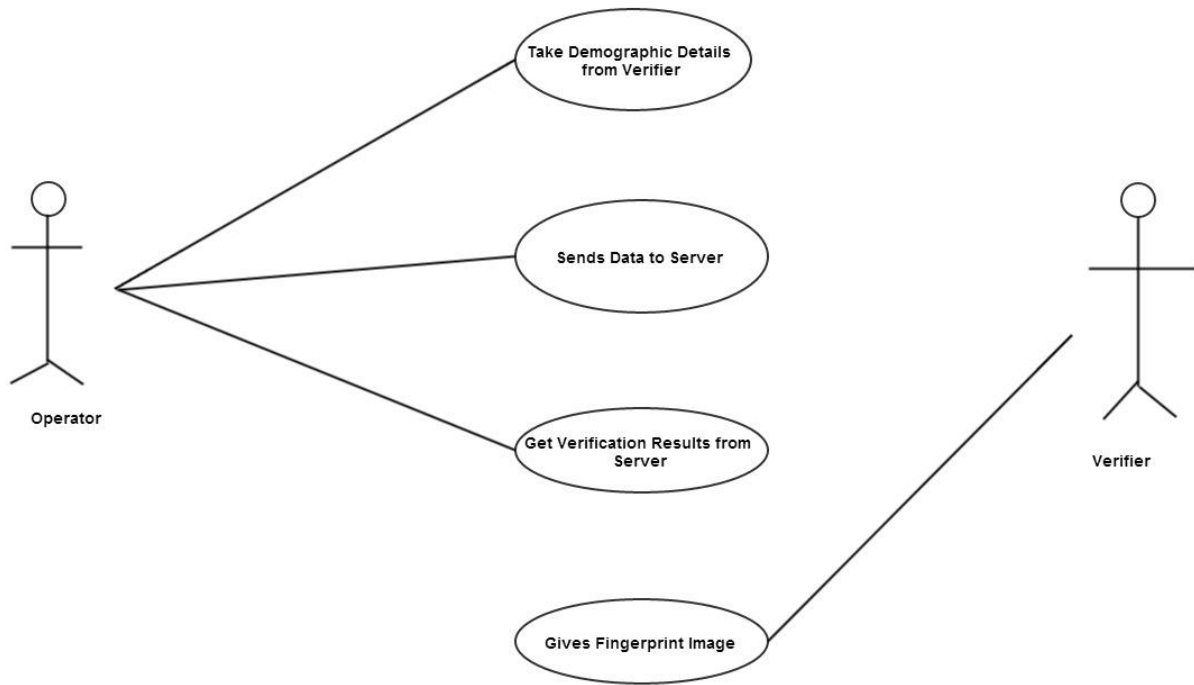 Take Demographic Details
from Verifier
Sends Data to Server
Operator
Get Verification Results from
Server
Verifier
Gives Fingerprint Image